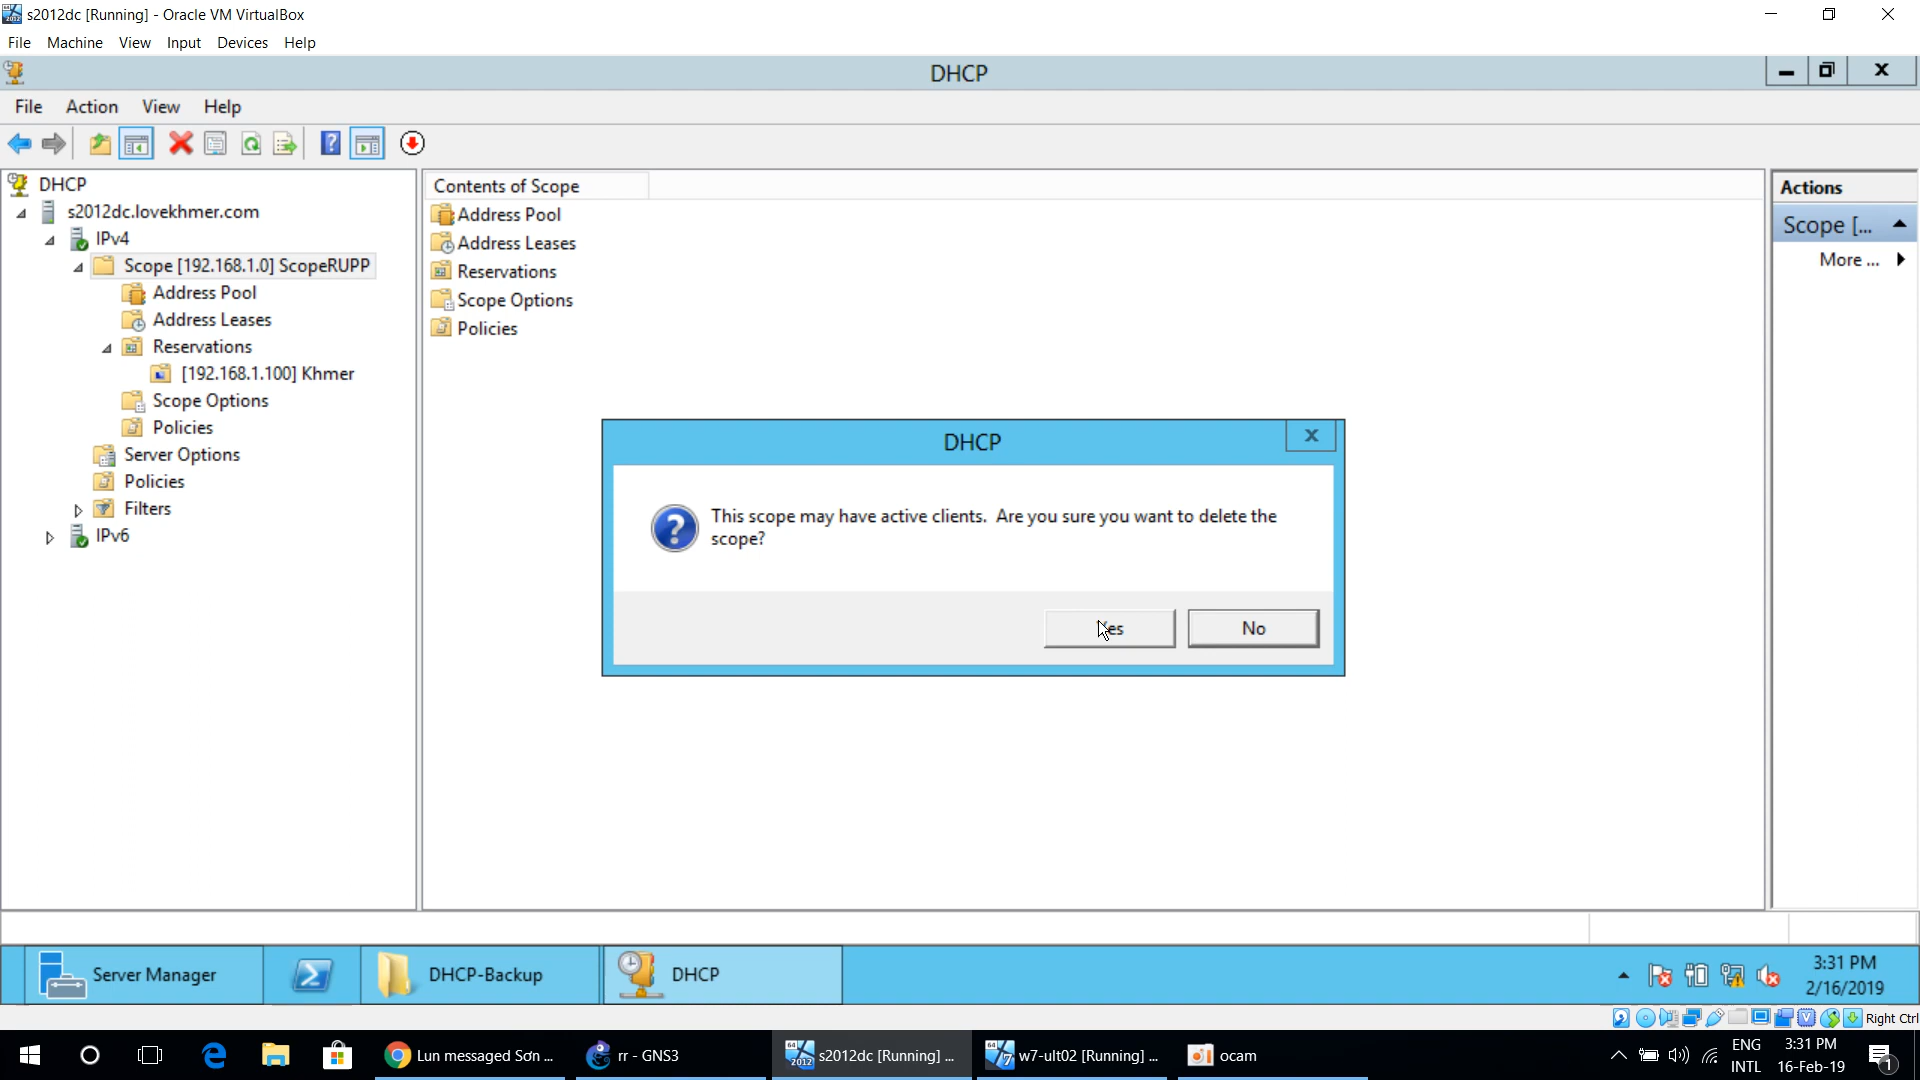 s2012dc [Running] - Oracle VM VirtualBox
File Machine View Input Devices Help
DHCP
File Action View Help
DHCP
s2012dc.lovekhmer.com
IPv4
Scope [192.168.1.0] ScopeRUPP
Address Pool
Address Leases
Reservations
[192.168.1.100] Khmer
Scope Options
Policies
Server Options
Policies
Filters
IPv6
Contents of Scope
Address Pool
Address Leases
Reservations
Scope Options
Policies
Actions
Scope [...
More ...
DHCP
This scope may have active clients. Are you sure you want to delete the
scope?
Yes
No
Server Manager
DHCP-Backup
DHCP
3:31 PM
2/16/2019
Right Ctrl
Lun messaged Sơn ...
rr - GNS3
s2012dc [Running] ...
w7-ult02 [Running] ...
ocam
ENG
INTL
3:31 PM
16-Feb-19
1